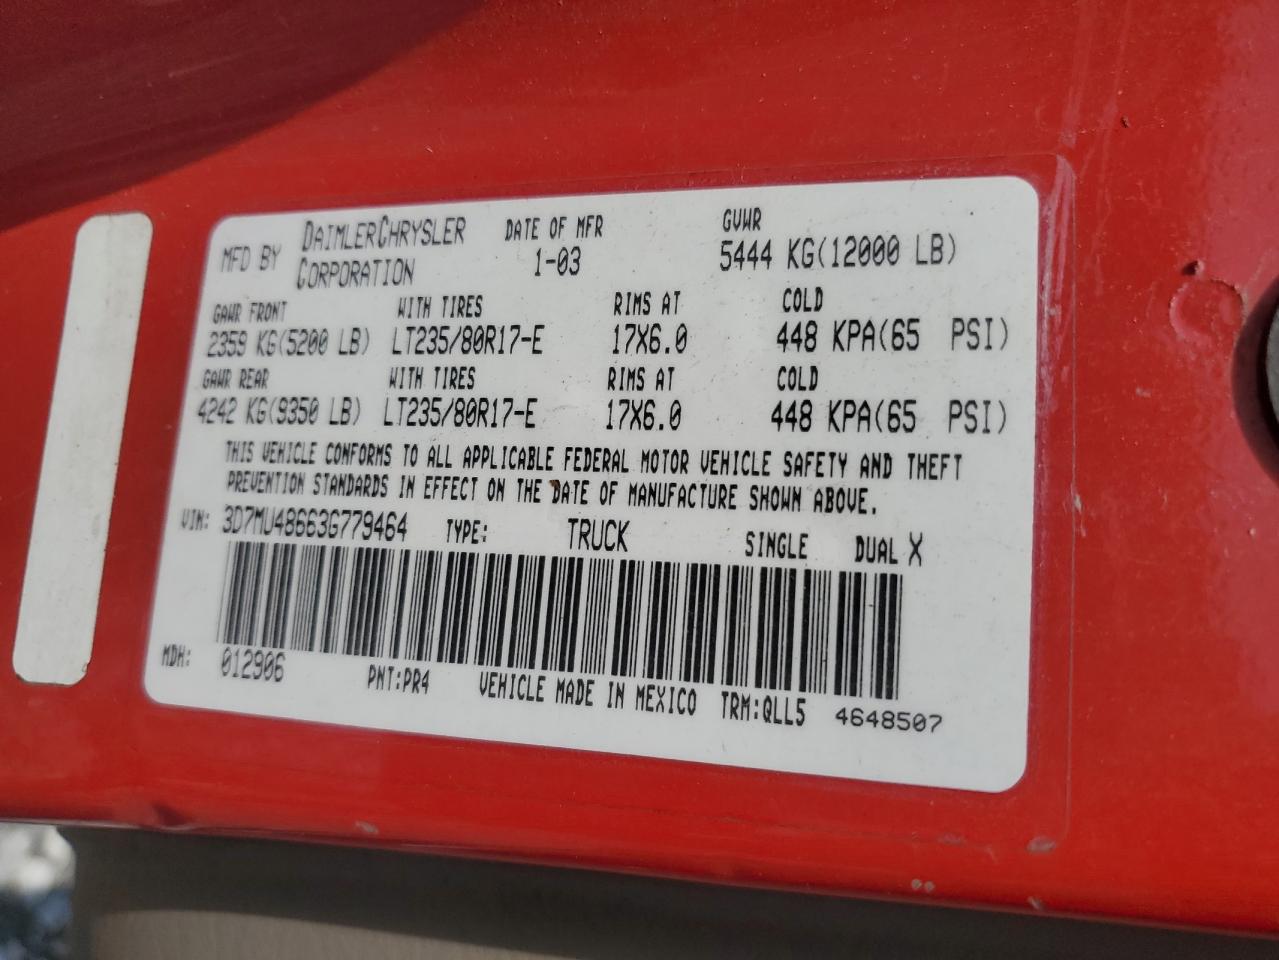 MFD BY DAIMLERCHRYSLER CORPORATION DATE OF MFR 1-03 GVWR 5444 KG(12000 LB)
GAWR FRONT WITH TIRES RIMS AT COLD
2359 KG(5200 LB) LT235/80R17-E 17X6.0 448 KPA(65 PSI)
GAWR REAR WITH TIRES RIMS AT COLD
4242 KG(9350 LB) LT235/80R17-E 17X6.0 448 KPA(65 PSI)
THIS VEHICLE CONFORMS TO ALL APPLICABLE FEDERAL MOTOR VEHICLE SAFETY AND THEFT
PREVENTION STANDARDS IN EFFECT ON THE DATE OF MANUFACTURE SHOWN ABOVE.
VIN: 3D7MU48663G779464 TYPE: TRUCK SINGLE DUAL X
MDH: 012906 PNT:PR4 VEHICLE MADE IN MEXICO TRM:QLL5 4648507